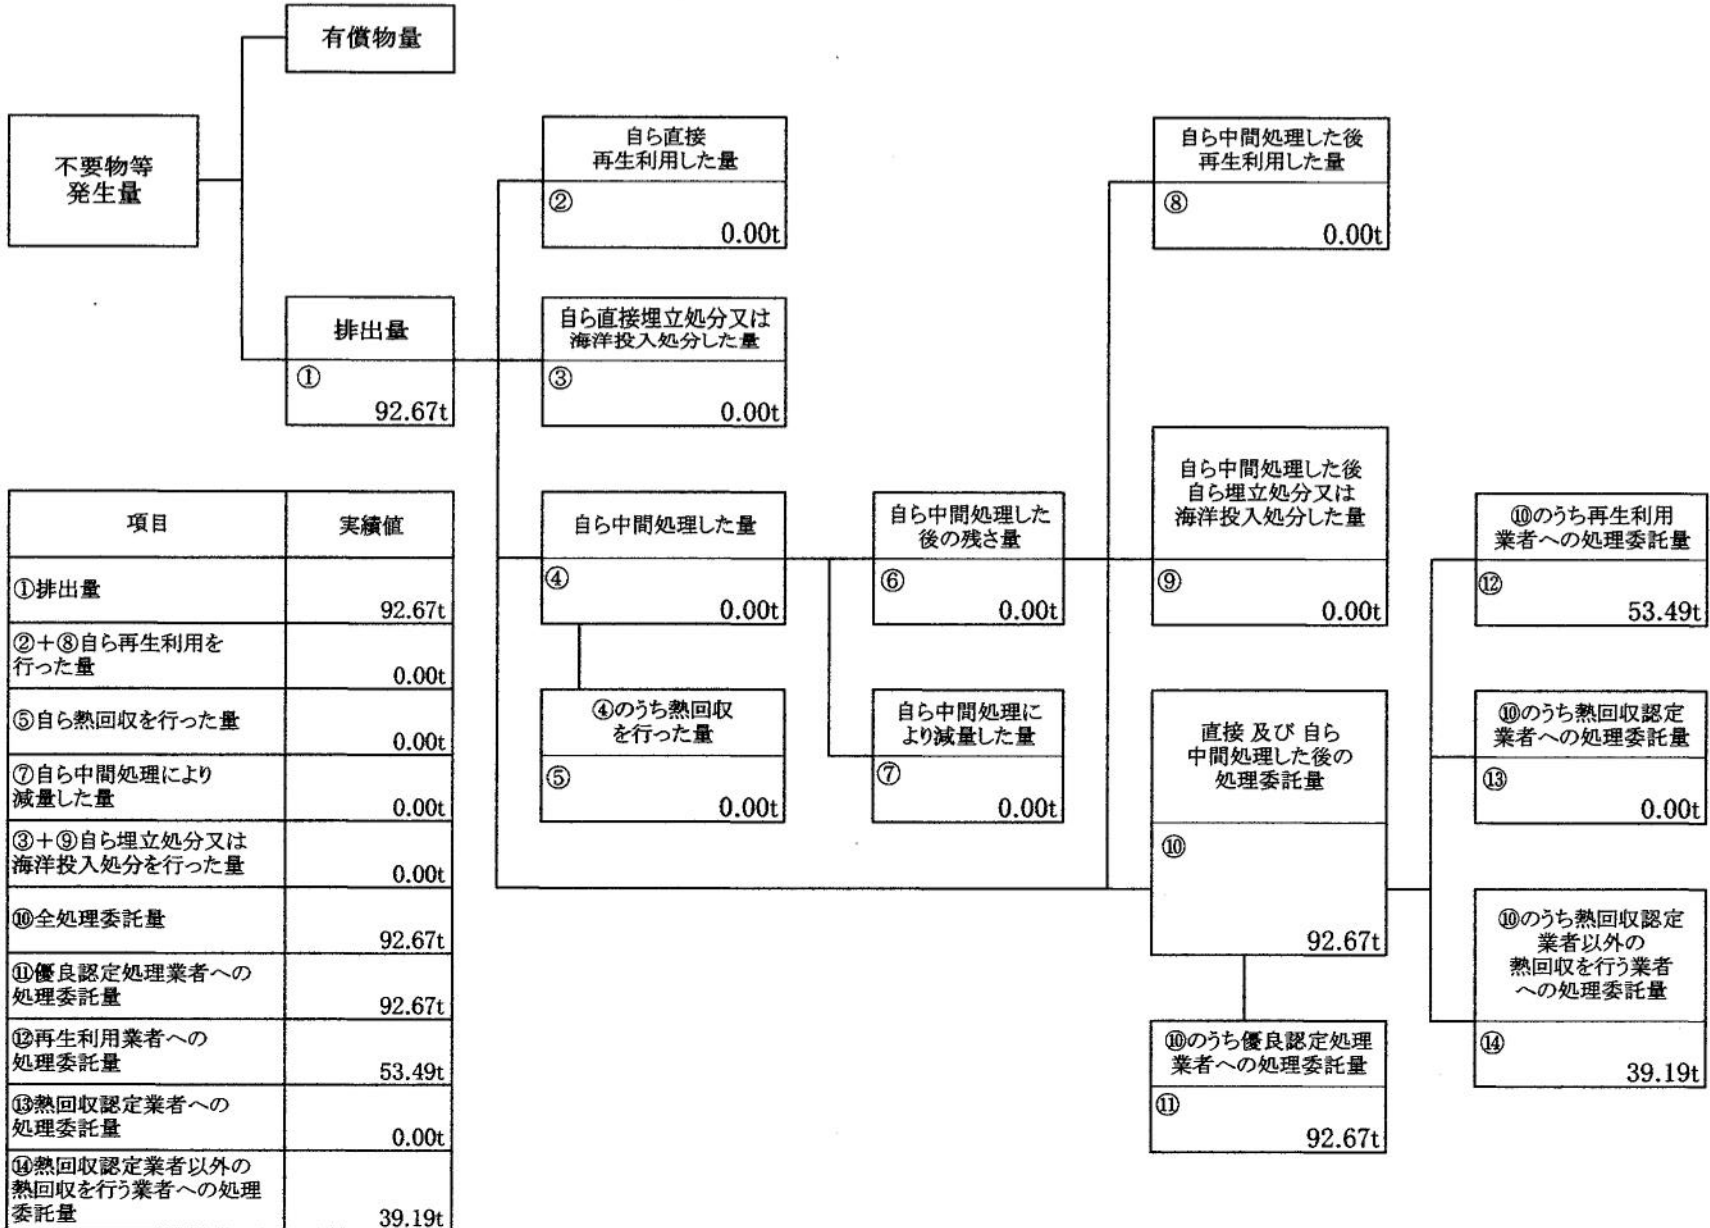 有償物量
不要物等
発生量
排出量
①
92.67t
自ら直接
再生利用した量
②
0.00t
自ら直接埋立処分又は
海洋投入処分した量
③
0.00t
自ら中間処理した量
④
0.00t
④のうち熱回収
を行った量
⑤
0.00t
自ら中間処理した
後の残さ量
⑥
0.00t
自ら中間処理に
より減量した量
⑦
0.00t
自ら中間処理した後
再生利用した量
⑧
0.00t
自ら中間処理した後
自ら埋立処分又は
海洋投入処分した量
⑨
0.00t
直接 及び 自ら
中間処理した後の
処理委託量
⑩
92.67t
⑩のうち優良認定処理
業者への処理委託量
⑪
92.67t
⑩のうち再生利用
業者への処理委託量
⑫
53.49t
⑩のうち熱回収認定
業者への処理委託量
⑬
0.00t
⑩のうち熱回収認定
業者以外の
熱回収を行う業者
への処理委託量
⑭
39.19t
項目
実績値
①排出量
92.67t
②+⑧自ら再生利用を
行った量
0.00t
⑤自ら熱回収を行った量
0.00t
⑦自ら中間処理により
減量した量
0.00t
③+⑨自ら埋立処分又は
海洋投入処分を行った量
0.00t
⑩全処理委託量
92.67t
⑪優良認定処理業者への
処理委託量
92.67t
⑫再生利用業者への
処理委託量
53.49t
⑬熱回収認定業者への
処理委託量
0.00t
⑭熱回収認定業者以外の
熱回収を行う業者への処理
委託量
39.19t